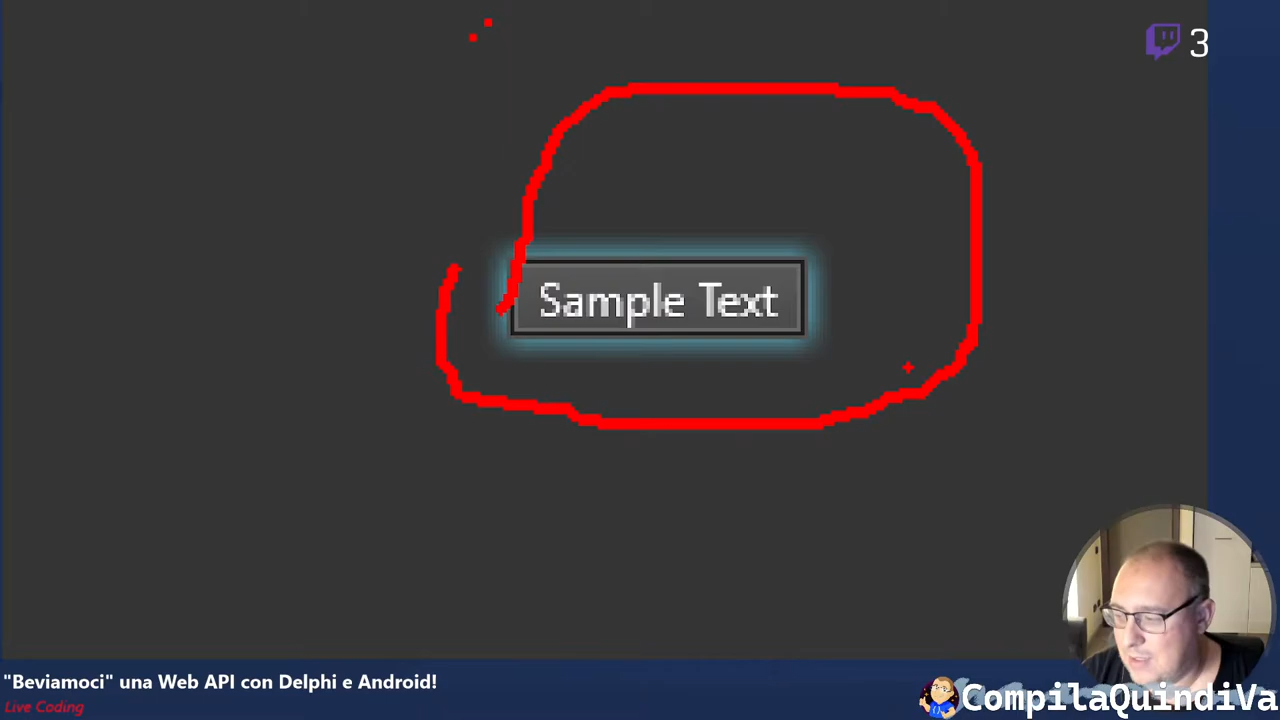 3
Sample Text
"Beviamoci" una Web API con Delphi e Android!
Live Coding
CompilaQuindiVa